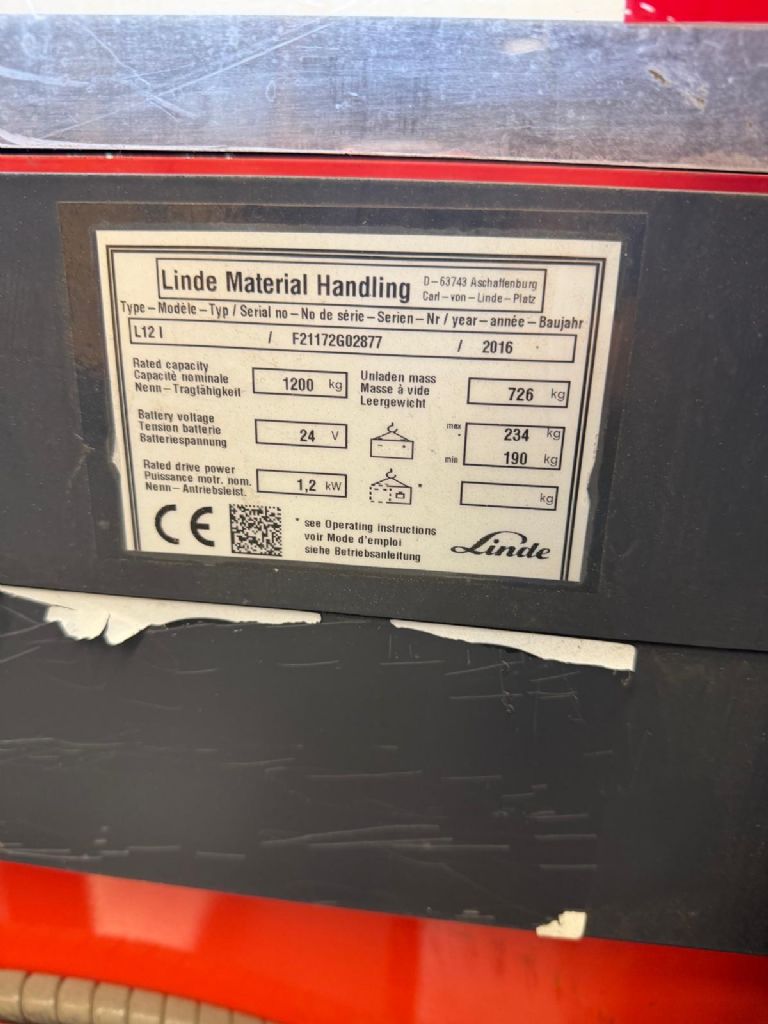 Linde Material Handling D-63743 Aschaffenburg
Carl-von-Linde-Platz
Type – Modèle – Typ / Serial no – No de série – Serien – Nr / year – année – Baujahr
L12 I / F21172G02877 / 2016
Rated capacity
Capacité nominale
Nenn – Tragfähigkeit
1200 kg
Unladen mass
Masse à vide
Leergewicht
726 kg
Battery voltage
Tension batterie
Batteriespannung
24 V
max 234 kg
* min 190 kg
Rated drive power
Puissance motr. nom.
Nenn – Antriebsleist.
1,2 kW
* kg
CE
* see Operating instructions
voir Mode d'emploi
siehe Betriebsanleitung
Linde